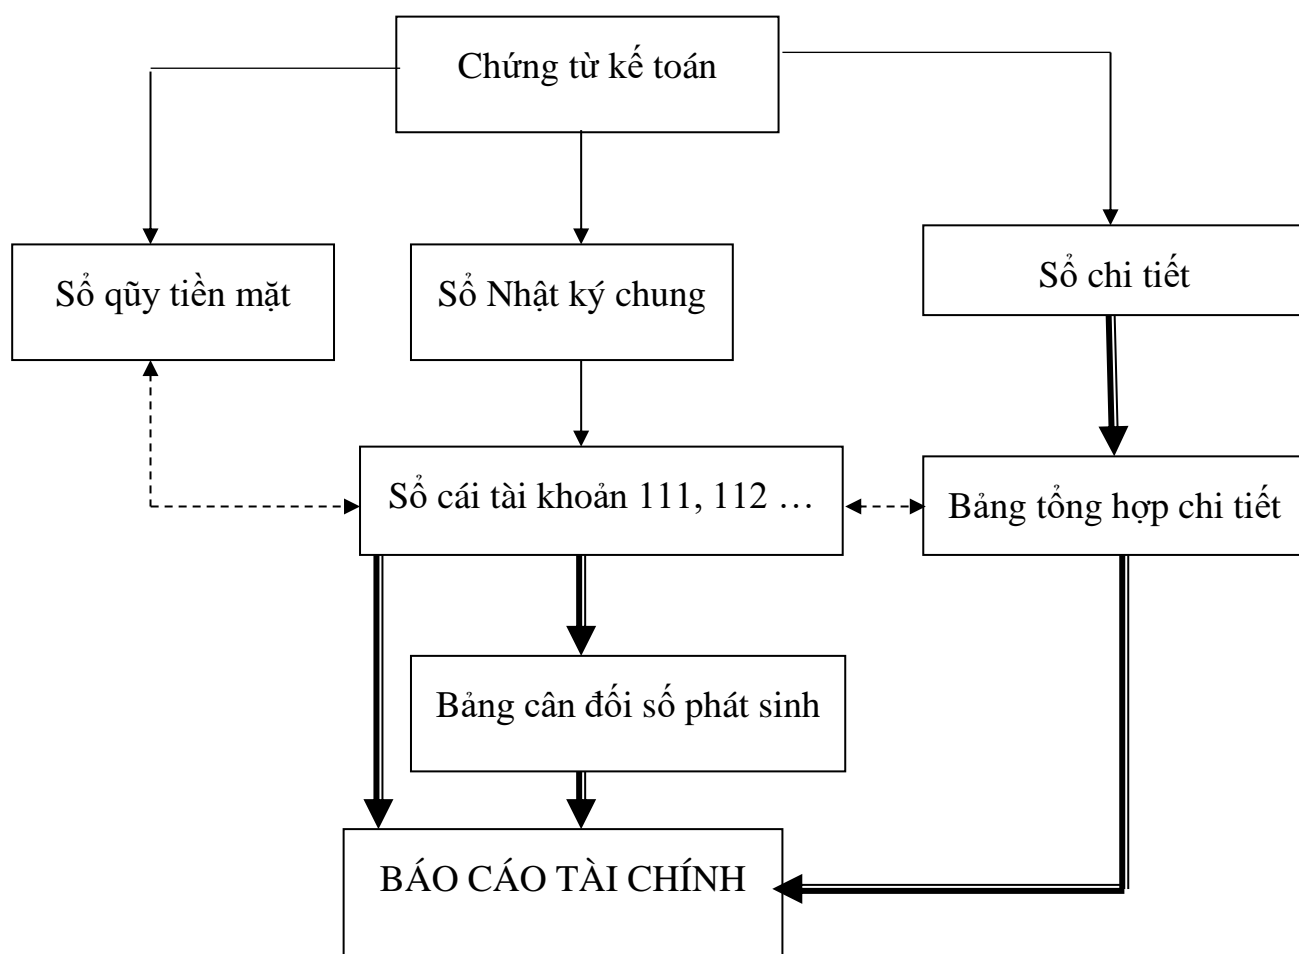 Chứng từ kế toán
Sổ qũy tiền mặt
Sổ Nhật ký chung
Sổ chi tiết
Sổ cái tài khoản 111, 112 …
Bảng tổng hợp chi tiết
Bảng cân đối số phát sinh
BÁO CÁO TÀI CHÍNH